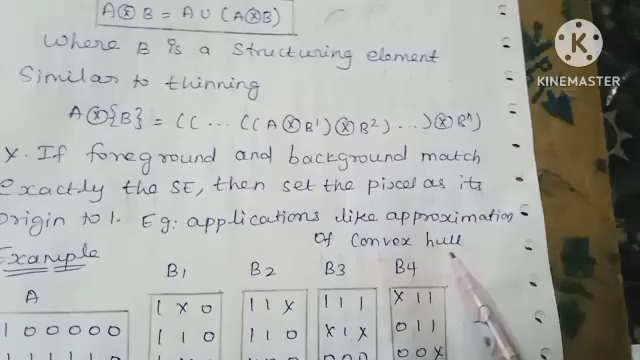 A⊙B = A ∪ (A⊗B)
K
KINEMASTER
Where B is a structuring element
Similar to thinning
A⊙{B} = ((... ((A⊗B¹)⊗B²)...)⊗Bⁿ)
x. If foreground and background match
exactly the SE, then set the pixel as its
origin to 1. Eg: applications like approximation
of convex hull
Example
A B1 B2 B3 B4
1 0 0 0 0 0 1 x 0 1 1 x 1 1 1 x 1 1
1 1 0 1 1 0 x 1 x 0 1 1
0 0 x